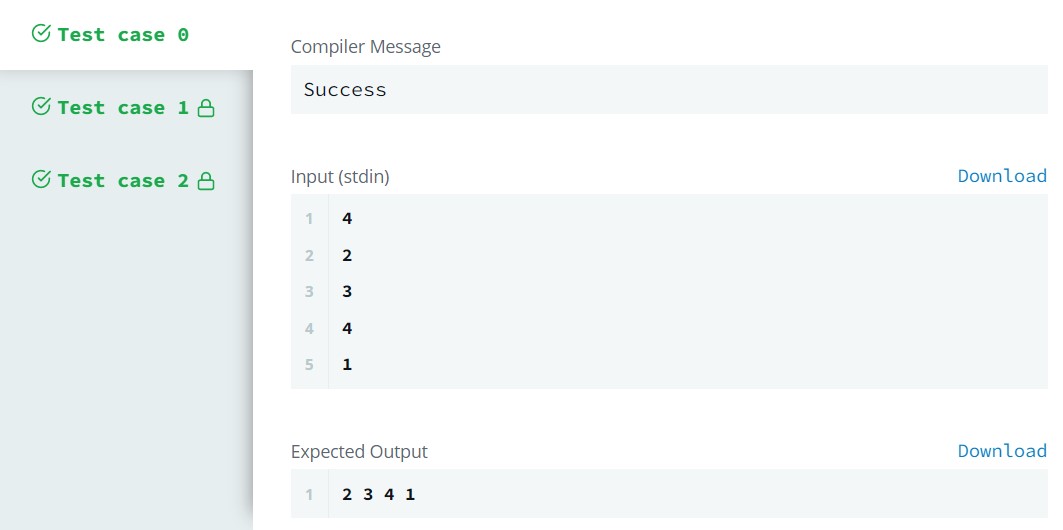 Test case 0
Test case 1
Test case 2
Compiler Message
Success
Input (stdin)
Download
1 4
2 2
3 3
4 4
5 1
Expected Output
Download
1 2 3 4 1